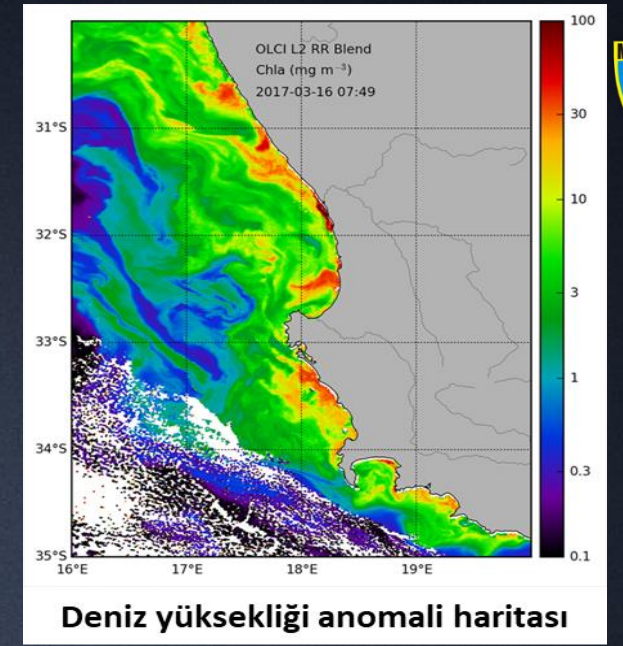 OLCI L2 RR Blend
Chla (mg m⁻³)
2017-03-16 07:49
100
30
10
3
1
0.3
0.1
31°S
32°S
33°S
34°S
35°S
16°E 17°E 18°E 19°E
Deniz yüksekliği anomali haritası